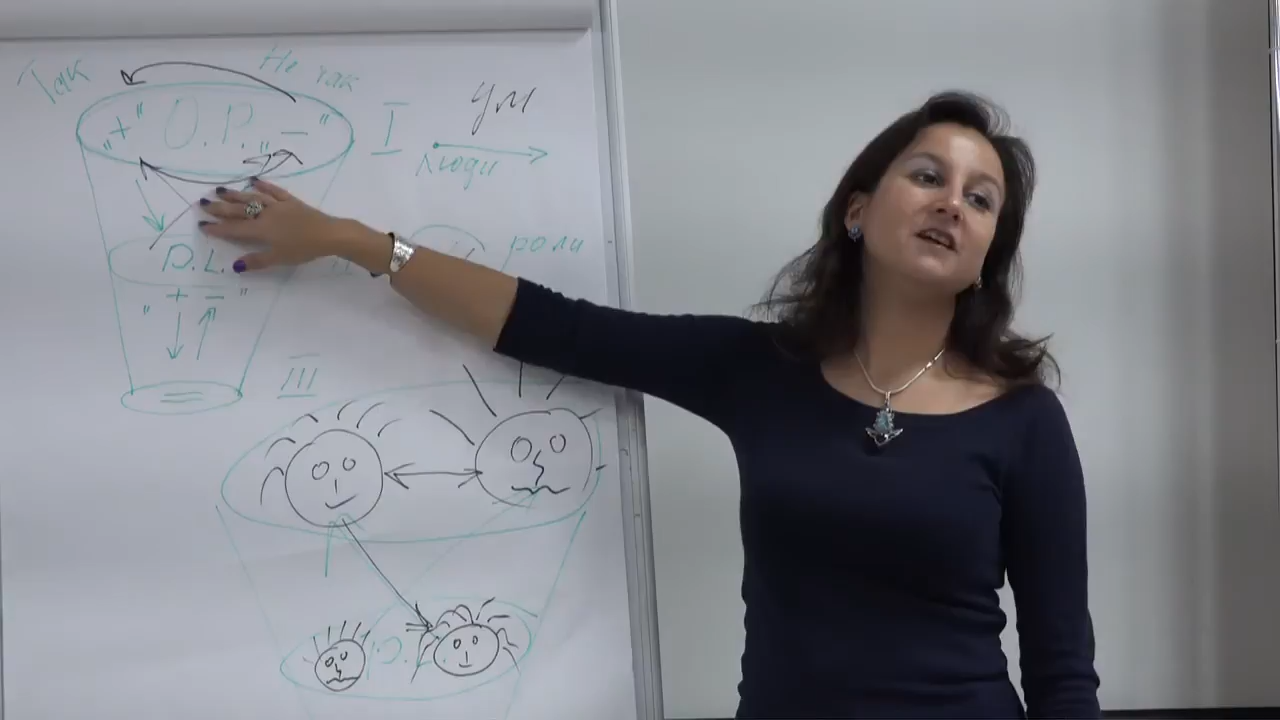 Так
Не так
"+" О.Р. "−"
I
ум
люди
D.L.
роли
" + − "
III